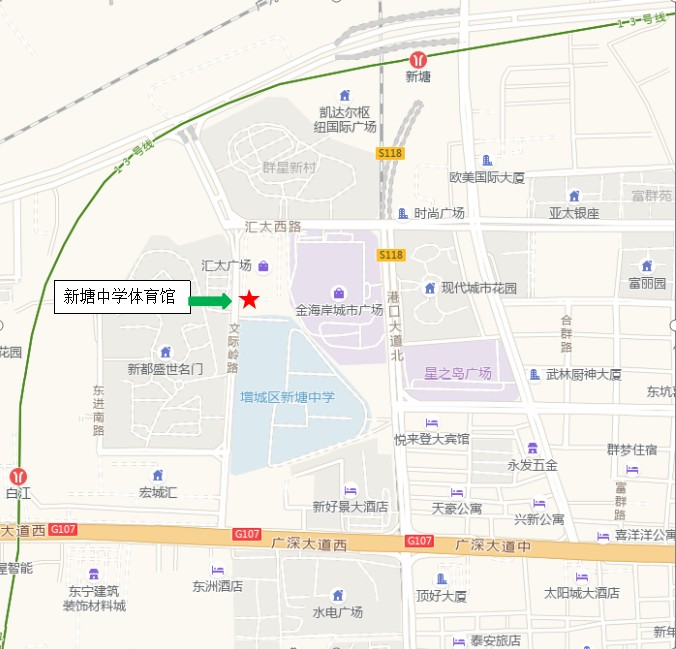 1-3号线
新塘
凯达尔枢
纽国际广场
1-3号线
群星新村
S118
欧美国际大厦
富群苑
亚太银座
时尚广场
汇太西路
S118
汇太广场
富丽园
新塘中学体育馆
金海岸城市广场
现代城市花园
港口大道北
合群路
文际岭路
花园
新都盛世名门
星之岛广场
武林厨神大厦
东进南路
增城区新塘中学
东坑
悦来登大宾馆
群梦住宿
永发五金
白江
宏城汇
新好景大酒店
天豪公寓
富群路
兴新公寓
大道西
G107
G107
广深大道西
G107
广深大道中
喜洋洋公寓
智能
东宁建筑
装饰材料城
东洲酒店
水电广场
顶好大厦
太阳城大酒店
泰安旅店
新年